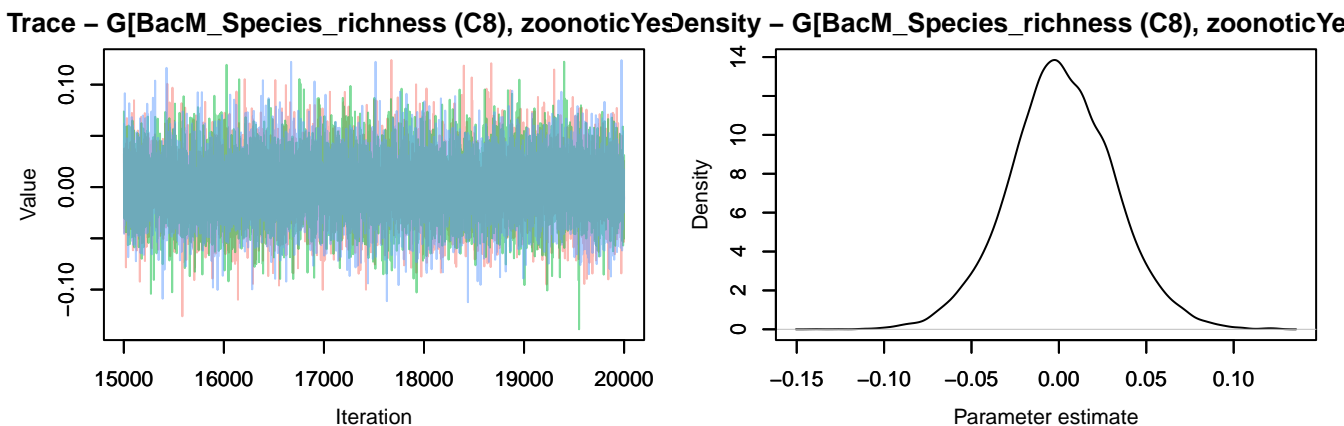 Trace – G[BacM_Species_richness (C8), zoonoticYes
Value
0.10
0.00
−0.10
15000 16000 17000 18000 19000 20000
Iteration
Density – G[BacM_Species_richness (C8), zoonoticYe
Density
14
10
8
6
4
2
0
−0.15 −0.10 −0.05 0.00 0.05 0.10
Parameter estimate